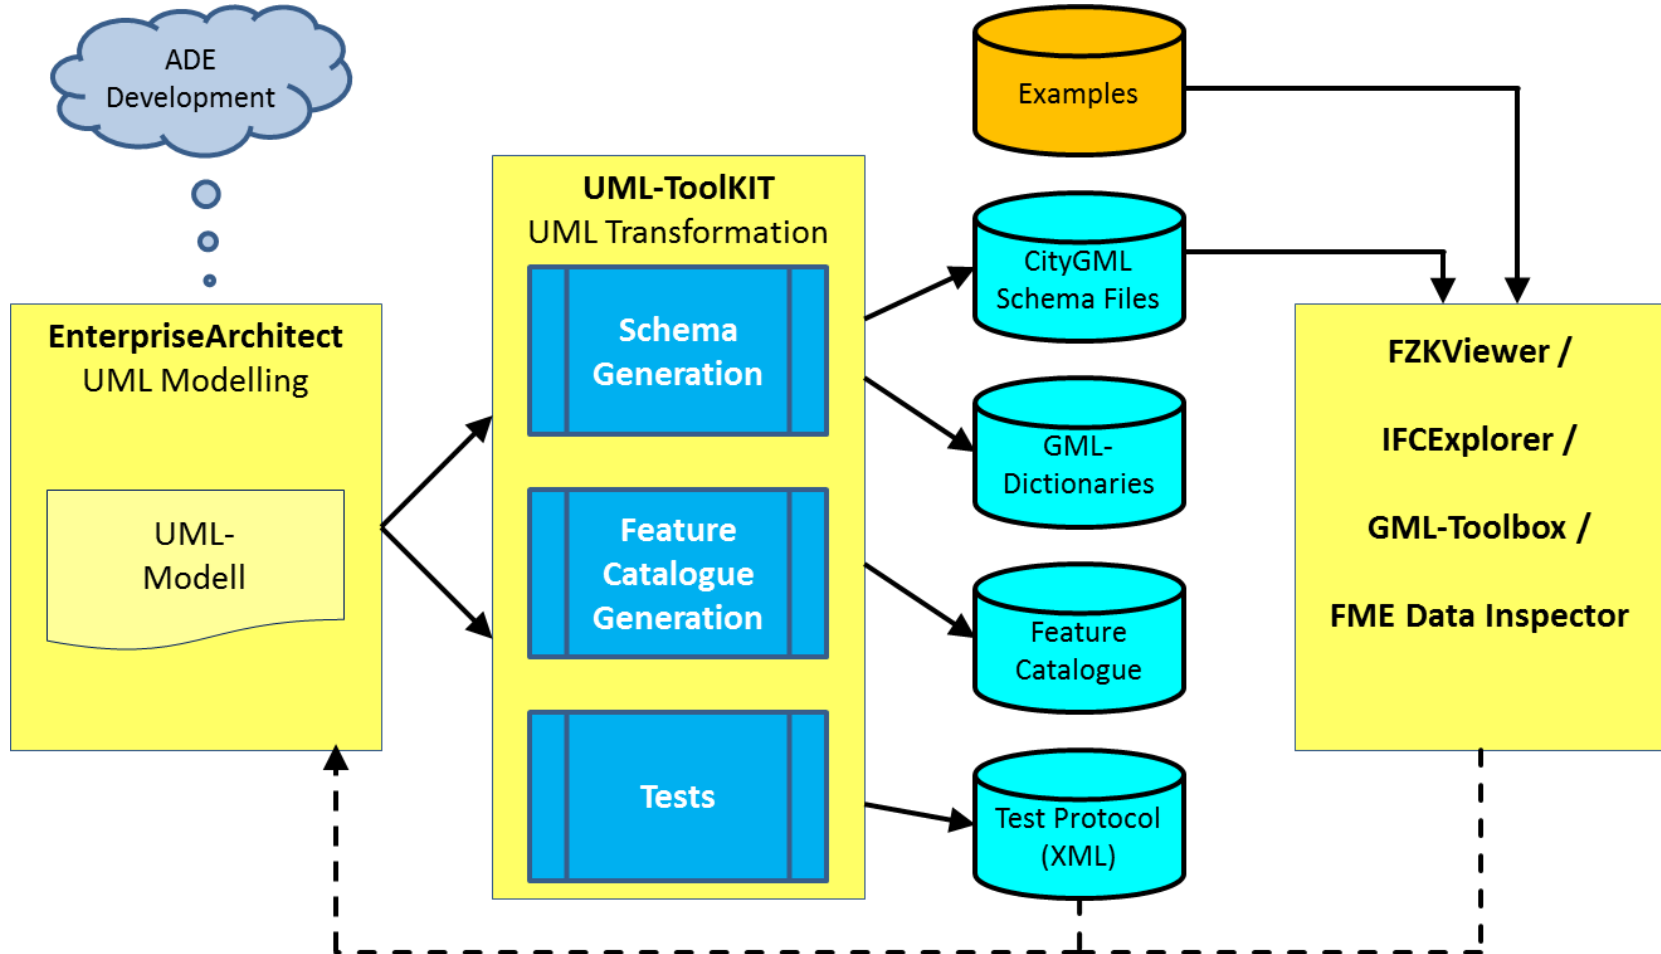 ADE
Development
EnterpriseArchitect
UML Modelling
UML-
Modell
UML-ToolKIT
UML Transformation
Schema
Generation
Feature
Catalogue
Generation
Tests
Examples
CityGML
Schema Files
GML-
Dictionaries
Feature
Catalogue
Test Protocol
(XML)
FZKViewer /
IFCExplorer /
GML-Toolbox /
FME Data Inspector